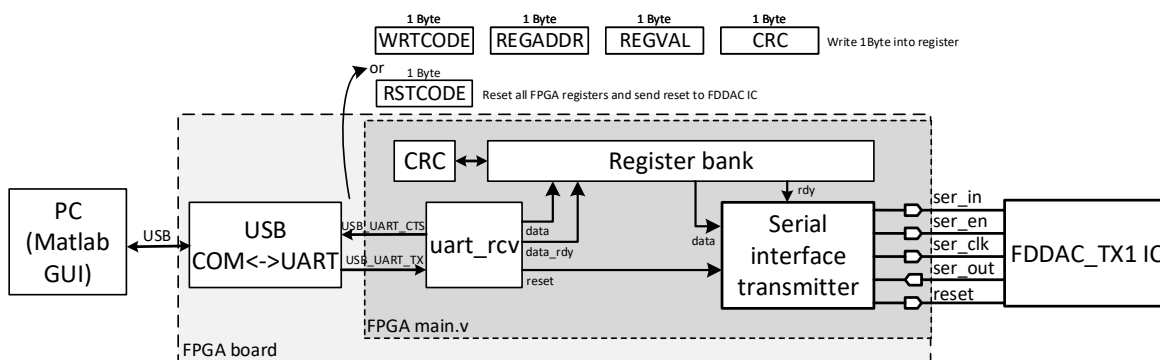 1 Byte 1 Byte 1 Byte 1 Byte
WRTCODE REGADDR REGVAL CRC Write 1Byte into register
or
1 Byte
RSTCODE Reset all FPGA registers and send reset to FDDAC IC
CRC
Register bank
rdy
PC
(Matlab
GUI)
USB
USB
COM<->UART
USB_UART_CTS
USB_UART_TX
uart_rcv
data
data_rdy
reset
data
Serial
interface
transmitter
ser_in
ser_en
ser_clk
ser_out
reset
FDDAC_TX1 IC
FPGA main.v
FPGA board